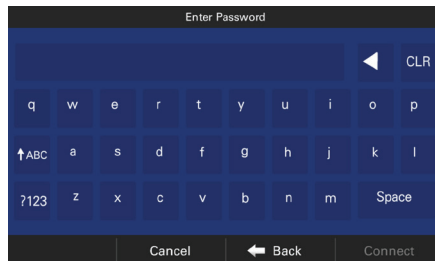 Enter Password
CLR
q w e r t y u i o p
ABC a s d f g h j k l
?123 z x c v b n m Space
Cancel Back Connect